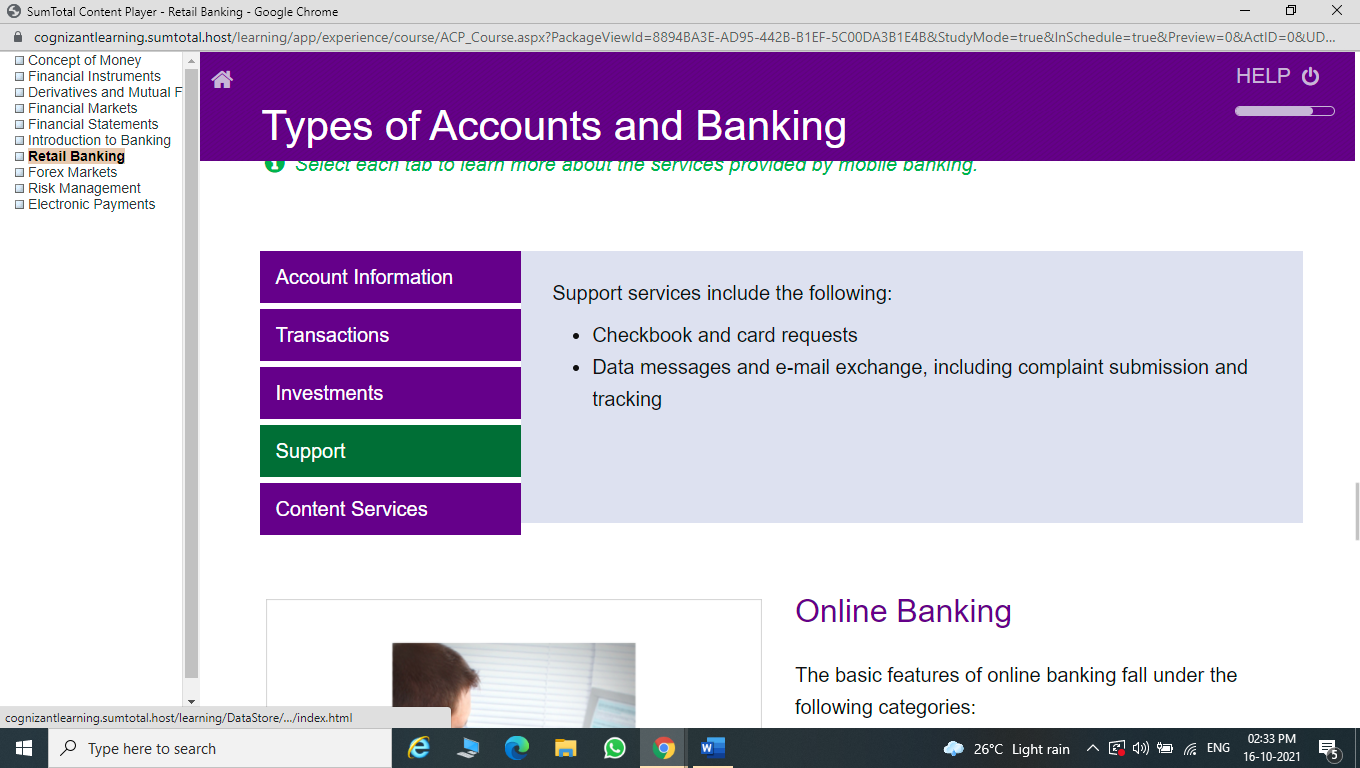 SumTotal Content Player - Retail Banking - Google Chrome
cognizantlearning.sumtotal.host/learning/app/experience/course/ACP_Course.aspx?PackageViewId=8894BA3E-AD95-442B-B1EF-5C00DA3B1E4B&StudyMode=true&InSchedule=true&Preview=0&ActID=0&UD...
Concept of Money
Financial Instruments
Derivatives and Mutual F
Financial Markets
Financial Statements
Introduction to Banking
Retail Banking
Forex Markets
Risk Management
Electronic Payments
HELP
Types of Accounts and Banking
Select each tab to learn more about the services provided by mobile banking.
Account Information
Transactions
Investments
Support
Content Services
Support services include the following:
• Checkbook and card requests
• Data messages and e-mail exchange, including complaint submission and
tracking
Online Banking
The basic features of online banking fall under the
following categories:
cognizantlearning.sumtotal.host/learning/DataStore/.../index.html
Type here to search
26°C Light rain
ENG
02:33 PM
16-10-2021
5